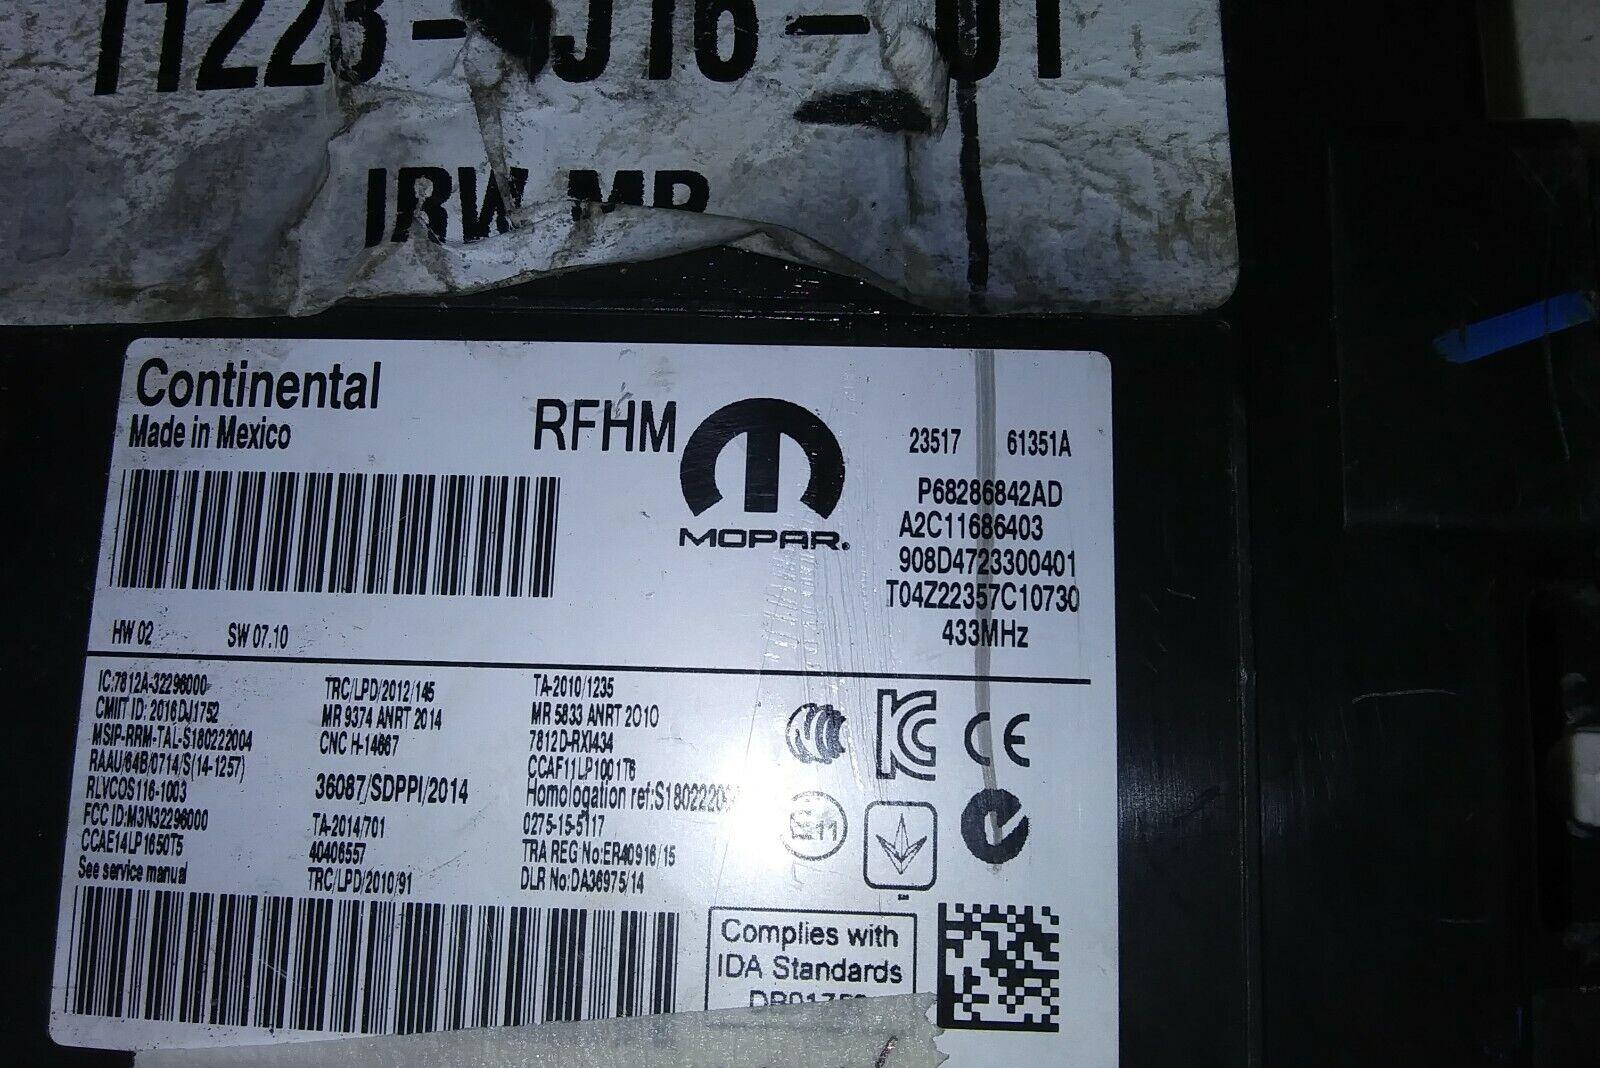 Continental
Made in Mexico
RFHM
MOPAR®
23517 61351A
P68286842AD
A2C11686403
908D4723300401
T04Z22357C10730
433MHz
HW 02 SW 07.10
IC:7812A-32296000
CMIIT ID: 2016DJ1752
MSIP-RRM-TAL-S180222004
RAAU/64B/0714/S(14-1257)
RLVCOS116-1003
FCC ID:M3N32296000
CCAE14LP1650T5
See service manual
TRC/LPD/2012/145
MR 9374 ANRT 2014
CNC H-14667
36087/SDPPI/2014
TA-2014/701
40406557
TRC/LPD/2010/91
TA-2010/1235
MR 5833 ANRT 2010
7812D-RXI434
CCAF11LP1001T6
Homologation
0275-15-5117
TRA REG No:ER40916/15
DLR No:DA36975/14
CE
E11
Complies with
IDA Standards